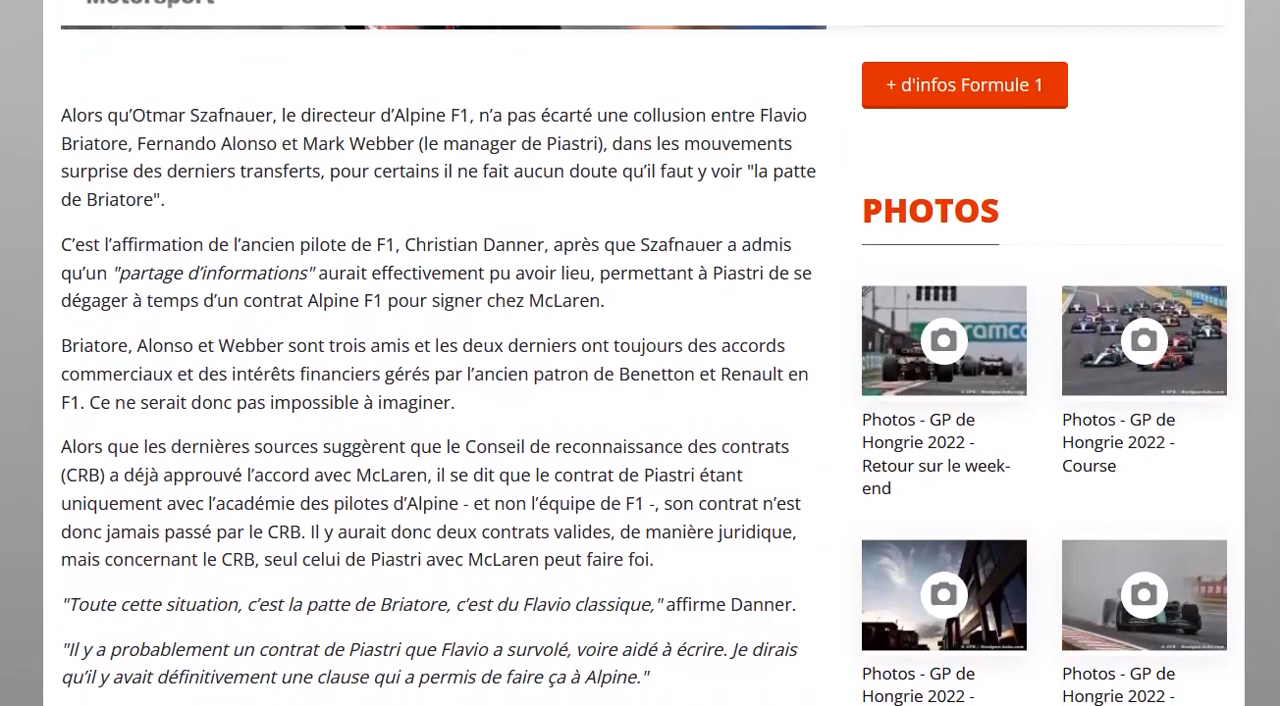 Motorsport
+ d'infos Formule 1
Alors qu’Otmar Szafnauer, le directeur d’Alpine F1, n’a pas écarté une collusion entre Flavio
Briatore, Fernando Alonso et Mark Webber (le manager de Piastri), dans les mouvements
surprise des derniers transferts, pour certains il ne fait aucun doute qu’il faut y voir "la patte
de Briatore".
C’est l’affirmation de l’ancien pilote de F1, Christian Danner, après que Szafnauer a admis
qu’un "partage d’informations" aurait effectivement pu avoir lieu, permettant à Piastri de se
dégager à temps d’un contrat Alpine F1 pour signer chez McLaren.
Briatore, Alonso et Webber sont trois amis et les deux derniers ont toujours des accords
commerciaux et des intérêts financiers gérés par l’ancien patron de Benetton et Renault en
F1. Ce ne serait donc pas impossible à imaginer.
Alors que les dernières sources suggèrent que le Conseil de reconnaissance des contrats
(CRB) a déjà approuvé l’accord avec McLaren, il se dit que le contrat de Piastri étant
uniquement avec l’académie des pilotes d’Alpine - et non l’équipe de F1 -, son contrat n’est
donc jamais passé par le CRB. Il y aurait donc deux contrats valides, de manière juridique,
mais concernant le CRB, seul celui de Piastri avec McLaren peut faire foi.
"Toute cette situation, c’est la patte de Briatore, c’est du Flavio classique," affirme Danner.
"Il y a probablement un contrat de Piastri que Flavio a survolé, voire aidé à écrire. Je dirais
qu’il y avait définitivement une clause qui a permis de faire ça à Alpine."
PHOTOS
aramco
Photos - GP de
Hongrie 2022 -
Retour sur le week-
end
Photos - GP de
Hongrie 2022 -
Course
Photos - GP de
Hongrie 2022 -
Photos - GP de
Hongrie 2022 -